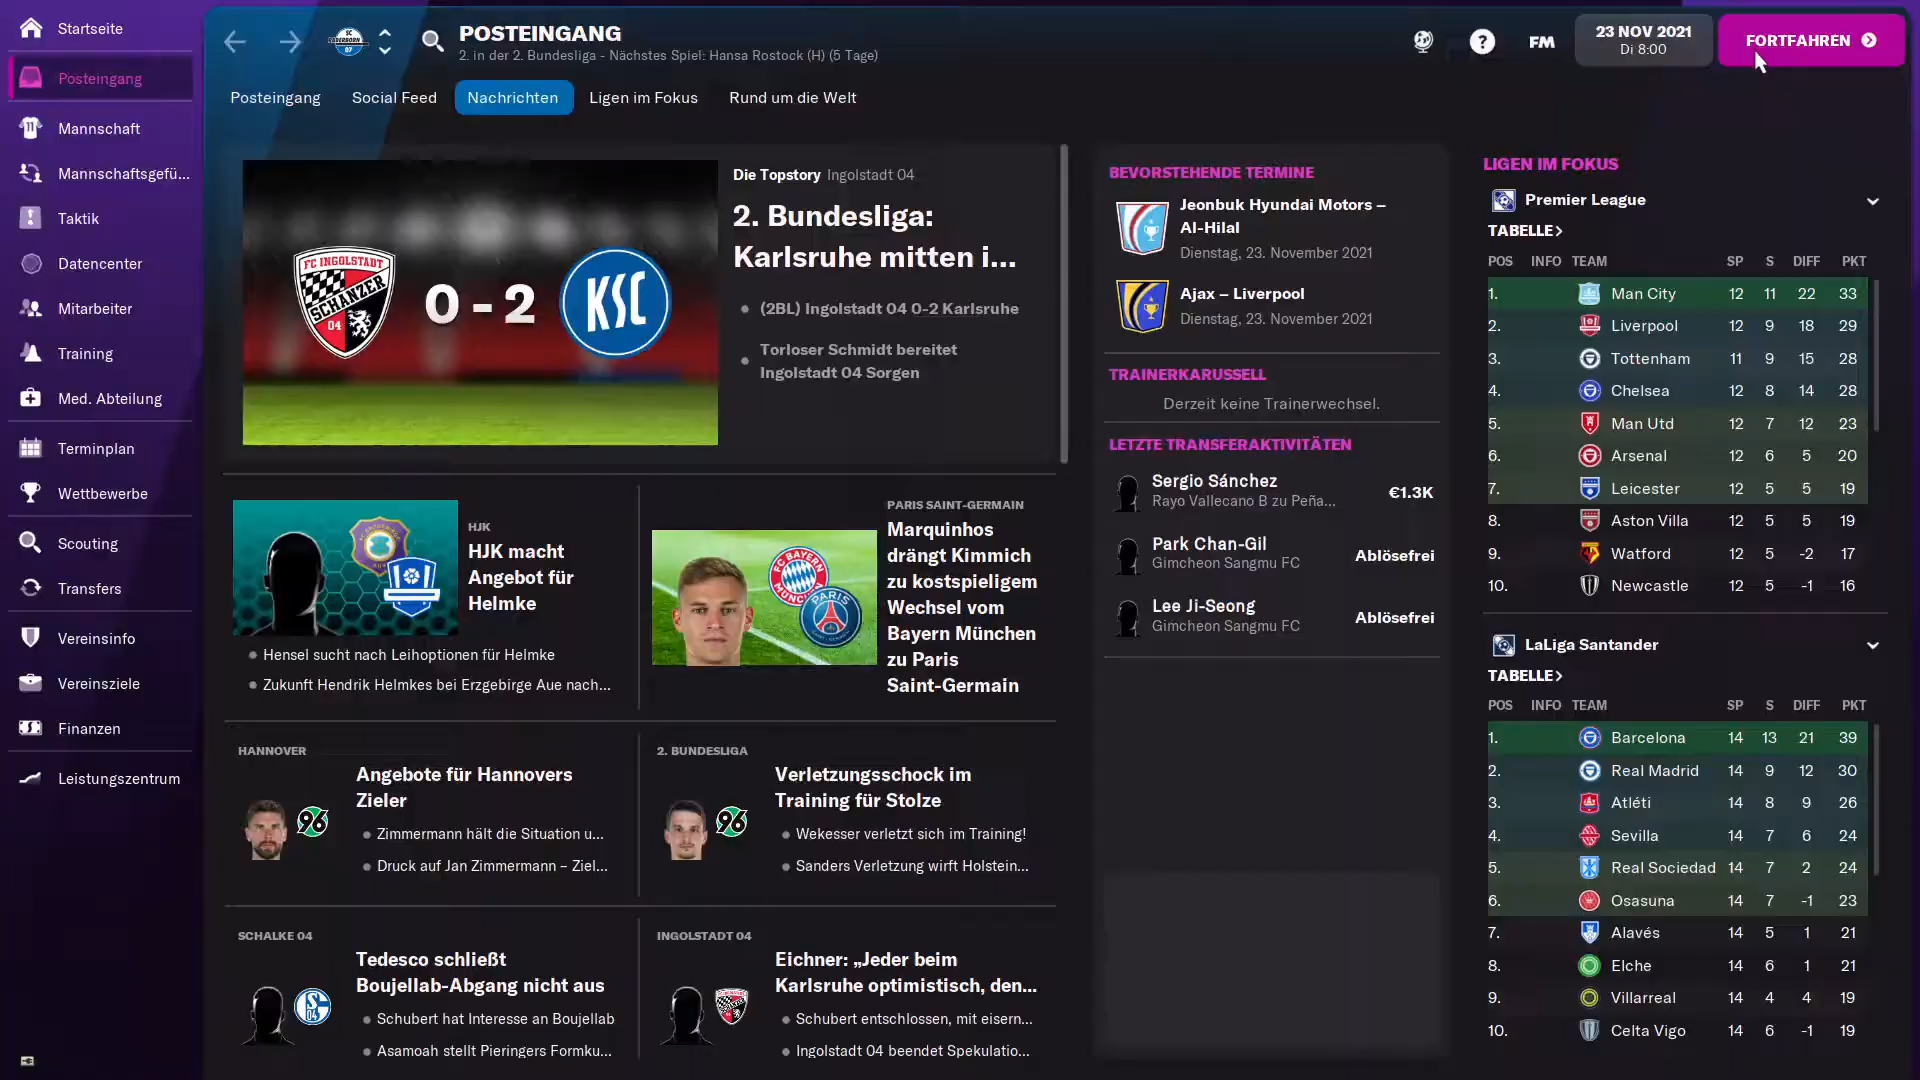 Startseite
Posteingang
Mannschaft
Mannschaftsgefü...
Taktik
Datencenter
Mitarbeiter
Training
Med. Abteilung
Terminplan
Wettbewerbe
Scouting
Transfers
Vereinsinfo
Vereinsziele
Finanzen
Leistungszentrum
POSTEINGANG
2. in der 2. Bundesliga - Nächstes Spiel: Hansa Rostock (H) (5 Tage)
FM
23 NOV 2021
Di 8:00
FORTFAHREN
Posteingang Social Feed Nachrichten Ligen im Fokus Rund um die Welt
FC INGOLSTADT
SCHANZER
04
0 - 2
KSC
Die Topstory Ingolstadt 04
2. Bundesliga:
Karlsruhe mitten i...
(2BL) Ingolstadt 04 0-2 Karlsruhe
Torloser Schmidt bereitet
Ingolstadt 04 Sorgen
HJK
HJK macht
Angebot für
Helmke
Hensel sucht nach Leihoptionen für Helmke
Zukunft Hendrik Helmkes bei Erzgebirge Aue nach...
FC BAYERN
MÜNCHEN
PARIS
PARIS SAINT-GERMAIN
Marquinhos
drängt Kimmich
zu kostspieligem
Wechsel vom
Bayern München
zu Paris
Saint-Germain
HANNOVER
96
Angebote für Hannovers
Zieler
Zimmermann hält die Situation u...
Druck auf Jan Zimmermann – Ziel...
2. BUNDESLIGA
96
Verletzungsschock im
Training für Stolze
Wekesser verletzt sich im Training!
Sanders Verletzung wirft Holstein...
SCHALKE 04
Tedesco schließt
Boujellab-Abgang nicht aus
Schubert hat Interesse an Boujellab
Asamoah stellt Pieringers Formku...
INGOLSTADT 04
Eichner: „Jeder beim
Karlsruhe optimistisch, den...
Schubert entschlossen, mit eisern...
Ingolstadt 04 beendet Spekulatio...
BEVORSTEHENDE TERMINE
Jeonbuk Hyundai Motors –
Al-Hilal
Dienstag, 23. November 2021
Ajax – Liverpool
Dienstag, 23. November 2021
TRAINERKARUSSELL
Derzeit keine Trainerwechsel.
LETZTE TRANSFERAKTIVITÄTEN
Sergio Sánchez
Rayo Vallecano B zu Peña...
€1.3K
Park Chan-Gil
Gimcheon Sangmu FC
Ablösefrei
Lee Ji-Seong
Gimcheon Sangmu FC
Ablösefrei
LIGEN IM FOKUS
Premier League
TABELLE
POS INFO TEAM SP S DIFF PKT
1. Man City 12 11 22 33
2. Liverpool 12 9 18 29
3. Tottenham 11 9 15 28
4. Chelsea 12 8 14 28
5. Man Utd 12 7 12 23
6. Arsenal 12 6 5 20
7. Leicester 12 5 5 19
8. Aston Villa 12 5 5 19
9. Watford 12 5 -2 17
10. Newcastle 12 5 -1 16
LaLiga Santander
TABELLE
POS INFO TEAM SP S DIFF PKT
1. Barcelona 14 13 21 39
2. Real Madrid 14 9 12 30
3. Atléti 14 8 9 26
4. Sevilla 14 7 6 24
5. Real Sociedad 14 7 2 24
6. Osasuna 14 7 -1 23
7. Alavés 14 5 1 21
8. Elche 14 6 1 21
9. Villarreal 14 4 4 19
10. Celta Vigo 14 6 -1 19